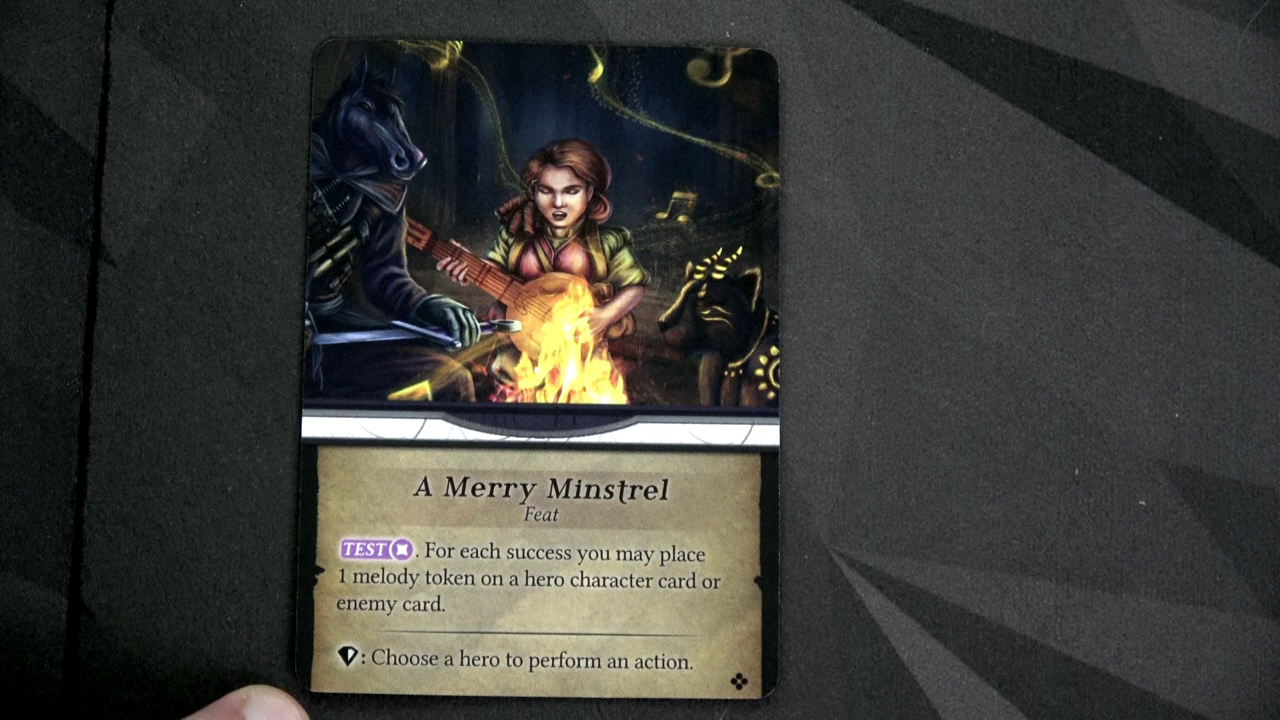 A Merry Minstrel
Feat
TEST. For each success you may place
1 melody token on a hero character card or
enemy card.
: Choose a hero to perform an action.